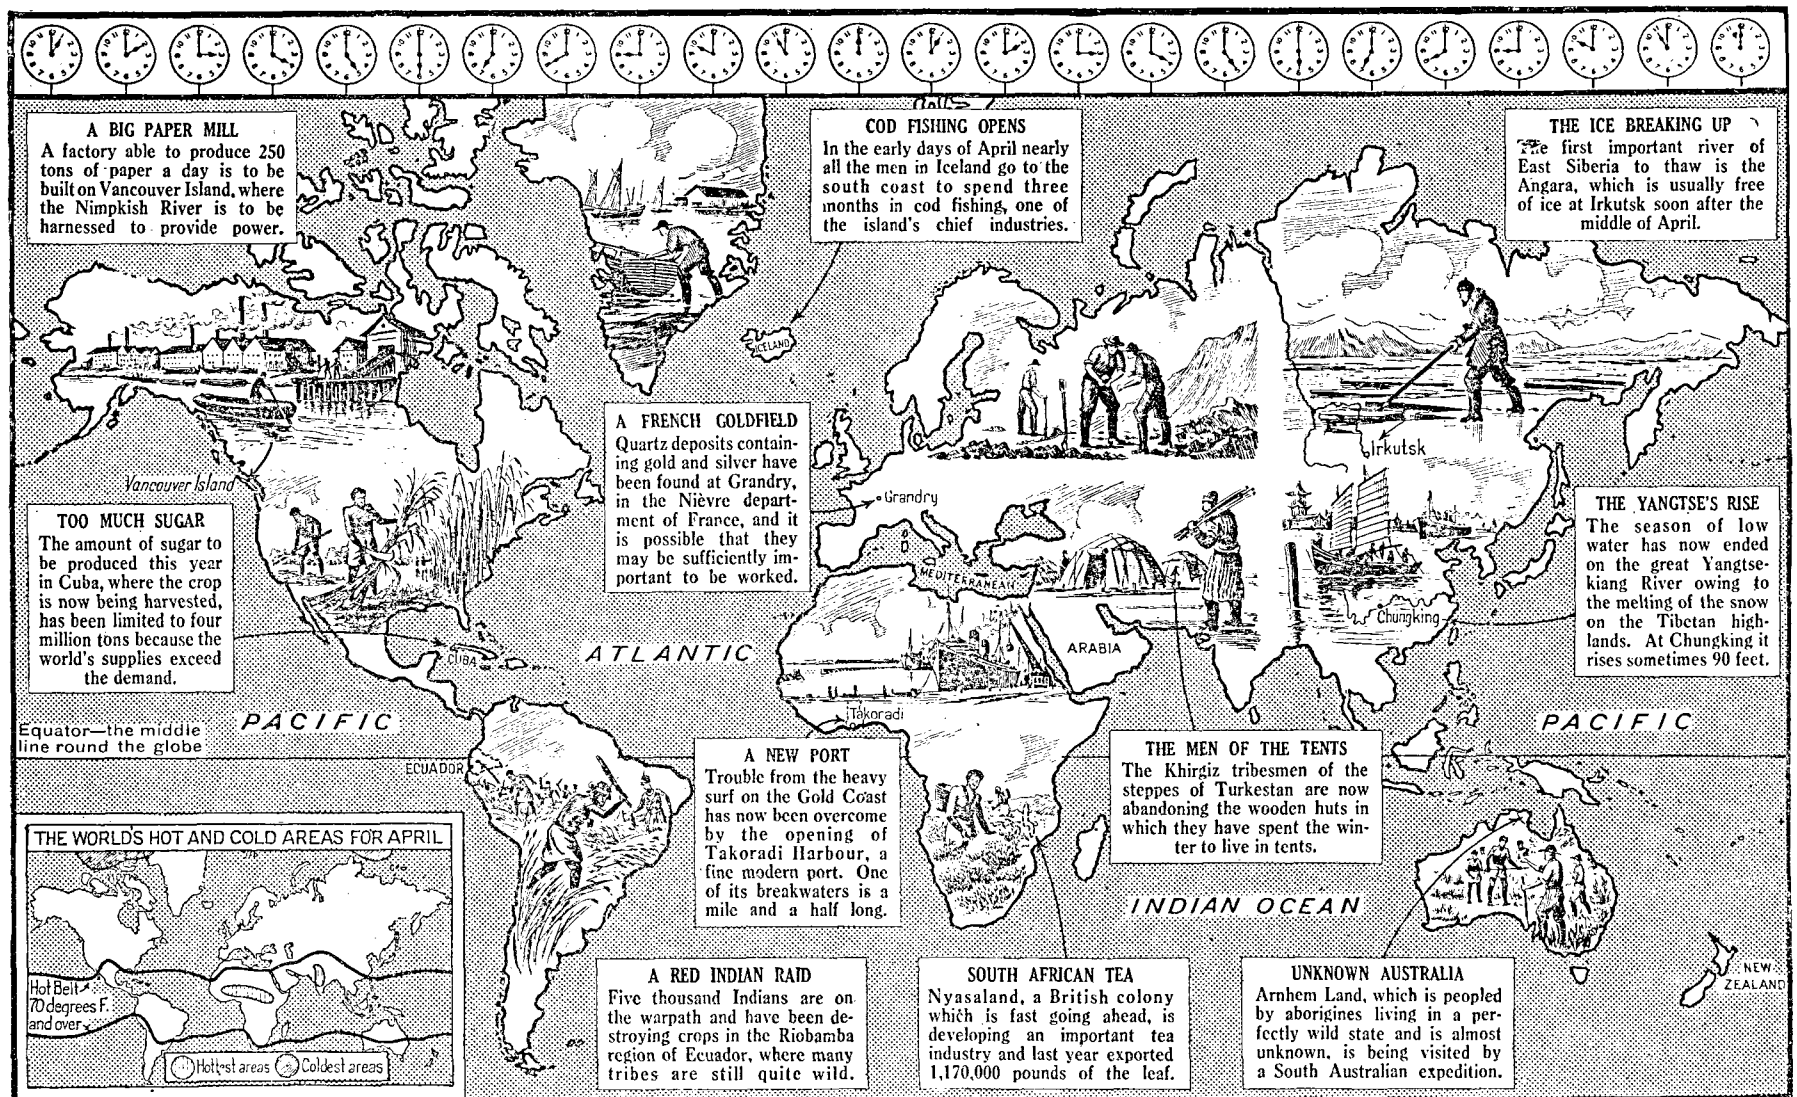 A BIG PAPER MILL
A factory able to produce 250
tons of paper a day is to be
built on Vancouver Island, where
the Nimpkish River is to be
harnessed to provide power.
COD FISHING OPENS
In the early days of April nearly
all the men in Iceland go to the
south coast to spend three
months in cod fishing, one of
the island's chief industries.
THE ICE BREAKING UP
The first important river of
East Siberia to thaw is the
Angara, which is usually free
of ice at Irkutsk soon after the
middle of April.
ICELAND
A FRENCH GOLDFIELD
Quartz deposits contain-
ing gold and silver have
been found at Grandry,
in the Nièvre depart-
ment of France, and it
is possible that they
may be sufficiently im-
portant to be worked.
Irkutsk
Vancouver Island
Grandry
TOO MUCH SUGAR
The amount of sugar to
be produced this year
in Cuba, where the crop
is now being harvested,
has been limited to four
million tons because the
world's supplies exceed
the demand.
THE YANGTSE'S RISE
The season of low
water has now ended
on the great Yangtse-
kiang River owing to
the melting of the snow
on the Tibetan high-
lands. At Chungking it
rises sometimes 90 feet.
MEDITERRANEAN
Chungking
ARABIA
CUBA
ATLANTIC
PACIFIC
Takoradi
PACIFIC
Equator—the middle
line round the globe
ECUADOR
A NEW PORT
Trouble from the heavy
surf on the Gold Coast
has now been overcome
by the opening of
Takoradi Harbour, a
fine modern port. One
of its breakwaters is a
mile and a half long.
THE MEN OF THE TENTS
The Khirgiz tribesmen of the
steppes of Turkestan are now
abandoning the wooden huts in
which they have spent the win-
ter to live in tents.
INDIAN OCEAN
THE WORLD'S HOT AND COLD AREAS FOR APRIL
Hot Belt
70 degrees F.
and over
Hottest areas
Coldest areas
A RED INDIAN RAID
Five thousand Indians are on
the warpath and have been de-
stroying crops in the Riobamba
region of Ecuador, where many
tribes are still quite wild.
SOUTH AFRICAN TEA
Nyasaland, a British colony
which is fast going ahead, is
developing an important tea
industry and last year exported
1,170,000 pounds of the leaf.
UNKNOWN AUSTRALIA
Arnhem Land, which is peopled
by aborigines living in a per-
fectly wild state and is almost
unknown, is being visited by
a South Australian expedition.
NEW
ZEALAND